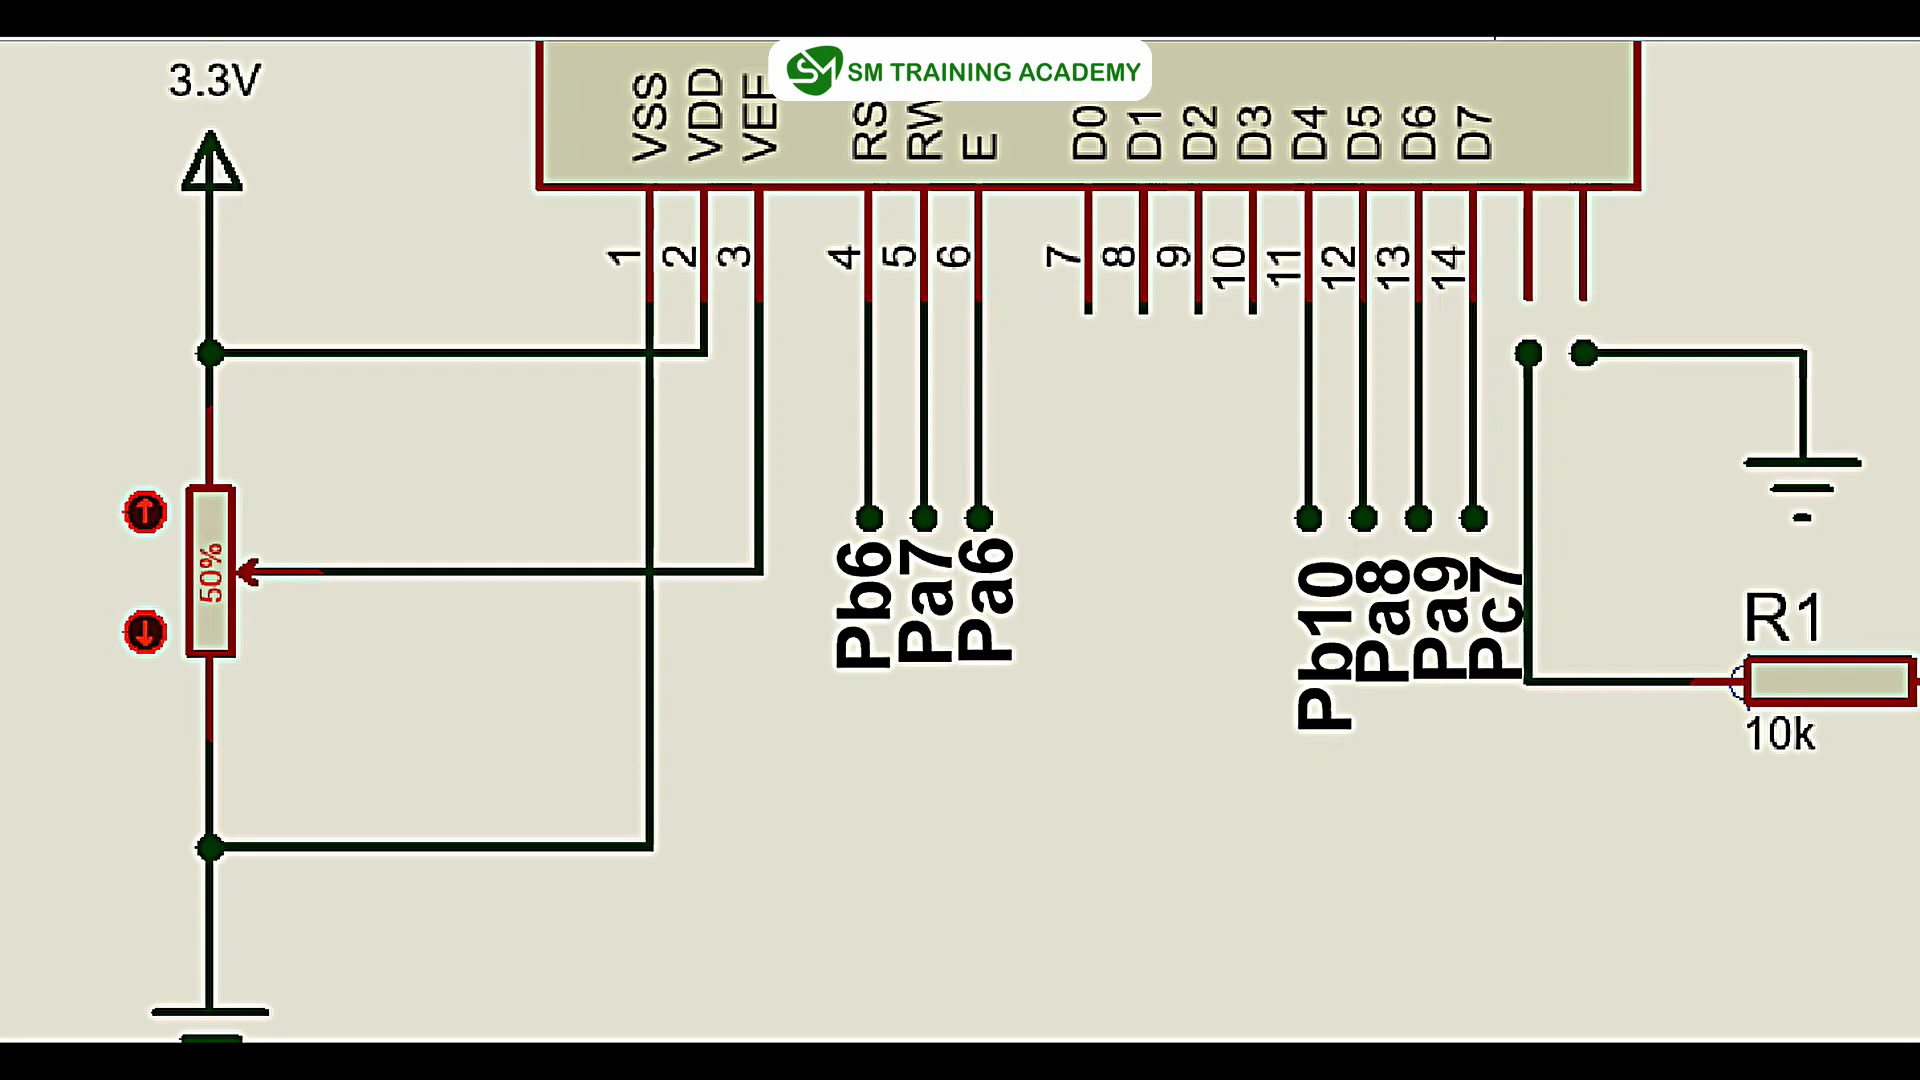 SM TRAINING ACADEMY
3.3V
VSS
VDD
VEE
RS
RW
E
D0
D1
D2
D3
D4
D5
D6
D7
1
2
3
4
5
6
7
8
9
10
11
12
13
14
50%
Pb6
Pa7
Pa6
Pb10
Pa8
Pa9
Pc7
R1
10k